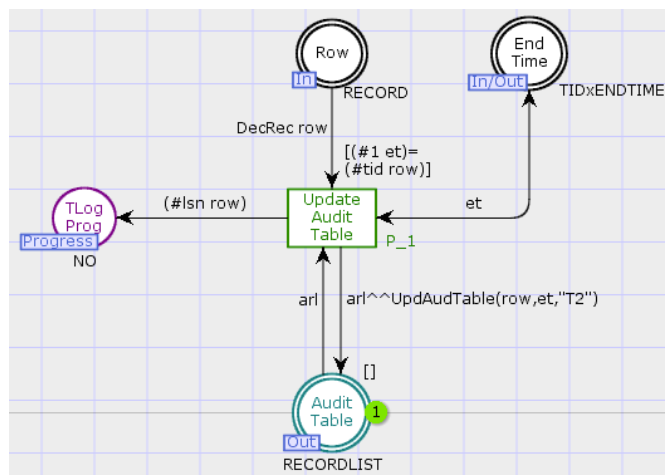 Row
In
RECORD
End
Time
In/Out
TIDxENDTIME
DecRec row
[(#1 et)=
(#tid row)]
TLog
Prog
Progress
NO
(#lsn row)
Update
Audit
Table
P_1
et
arl
arl^^UpdAudTable(row,et,"T2")
[]
Audit
Table
1
Out
RECORDLIST